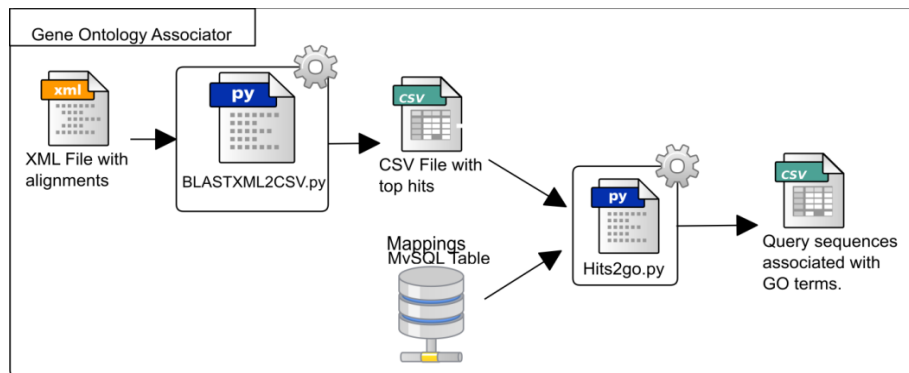 Gene Ontology Associator
xml
XML File with
alignments
py
BLASTXML2CSV.py
CSV
CSV File with
top hits
Mappings
MySQL Table
py
Hits2go.py
CSV
Query sequences
associated with
GO terms.